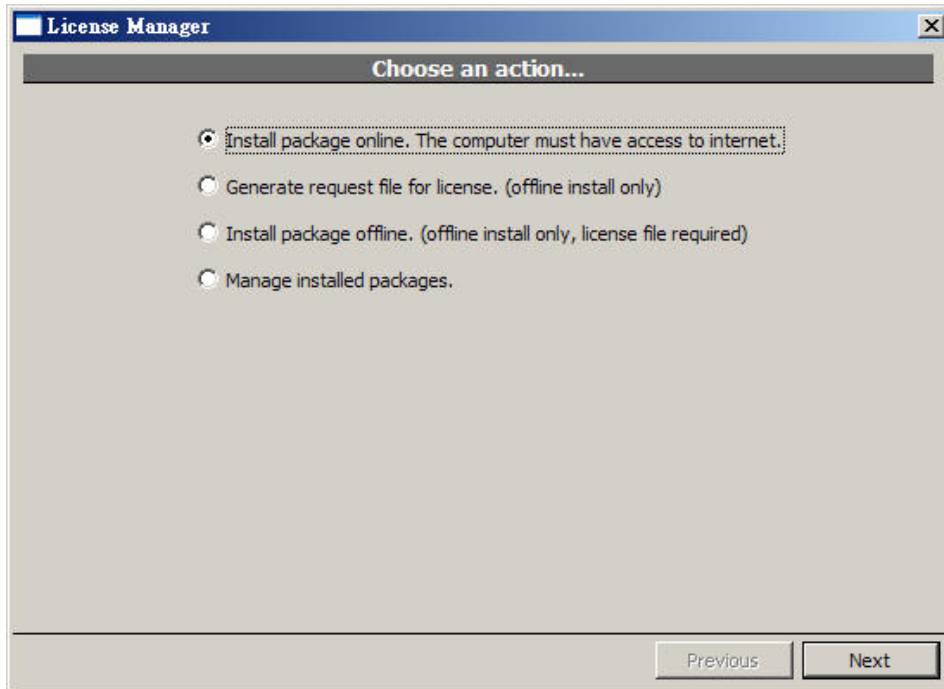 License Manager
Choose an action...
Install package online. The computer must have access to internet.
Generate request file for license. (offline install only)
Install package offline. (offline install only, license file required)
Manage installed packages.
Previous
Next